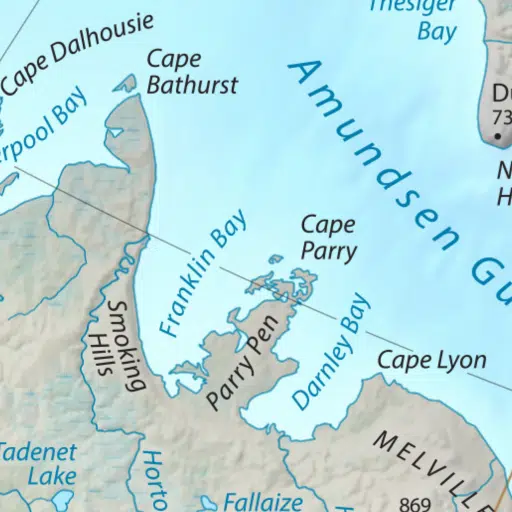 Thesiger
Bay
Cape Dalhousie
Cape
Bathurst
Amundsen Gu
Du
73
erpool Bay
N
H
Cape
Parry
Franklin Bay
Smoking
Hills
Parry Pen
Darnley Bay
Cape Lyon
MELVILLE
Tadenet
Lake
Horto
Fallaize
869
H